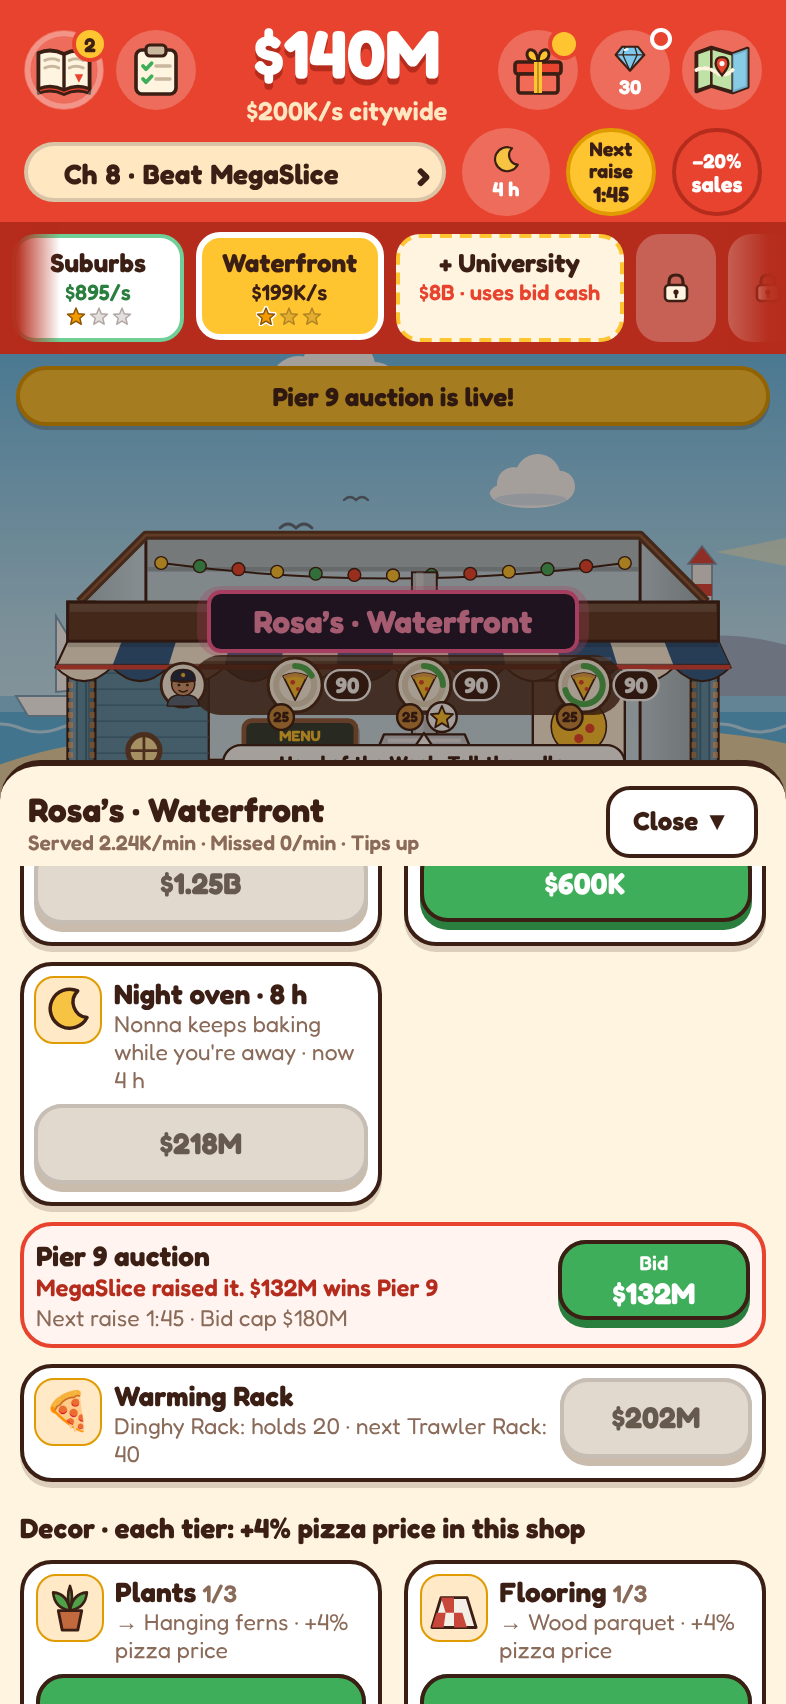 2
$140M
$200K/s citywide
30
Ch 8 · Beat MegaSlice
4 h
Next
raise
1:45
−20%
sales
Suburbs
$895/s
Waterfront
$199K/s
+ University
$8B · uses bid cash
Pier 9 auction is live!
Rosa's · Waterfront
90
90
90
25
25
25
MENU
Rosa's · Waterfront
Served 2.24K/min · Missed 0/min · Tips up
Close ▼
$1.25B
$600K
Night oven · 8 h
Nonna keeps baking
while you're away · now
4 h
$218M
Pier 9 auction
MegaSlice raised it. $132M wins Pier 9
Next raise 1:45 · Bid cap $180M
Bid
$132M
Warming Rack
Dinghy Rack: holds 20 · next Trawler Rack:
40
$202M
Decor · each tier: +4% pizza price in this shop
Plants 1/3
→ Hanging ferns · +4%
pizza price
Flooring 1/3
→ Wood parquet · +4%
pizza price